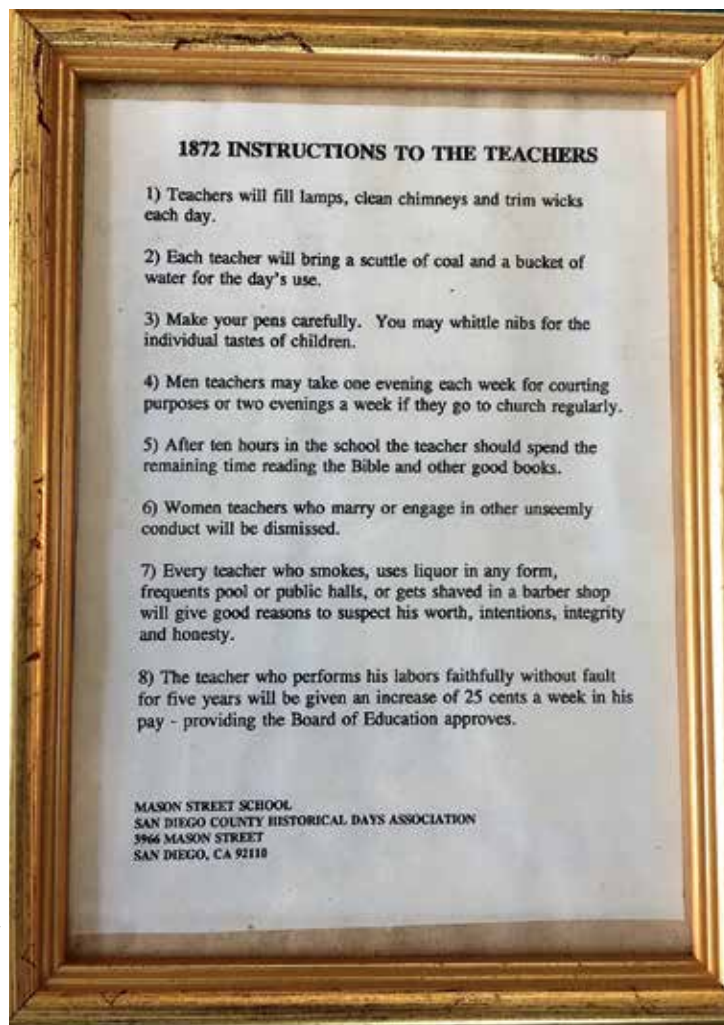 1872 INSTRUCTIONS TO THE TEACHERS
1) Teachers will fill lamps, clean chimneys and trim wicks
each day.
2) Each teacher will bring a scuttle of coal and a bucket of
water for the day's use.
3) Make your pens carefully. You may whittle nibs for the
individual tastes of children.
4) Men teachers may take one evening each week for courting
purposes or two evenings a week if they go to church regularly.
5) After ten hours in the school the teacher should spend the
remaining time reading the Bible and other good books.
6) Women teachers who marry or engage in other unseemly
conduct will be dismissed.
7) Every teacher who smokes, uses liquor in any form,
frequents pool or public halls, or gets shaved in a barber shop
will give good reasons to suspect his worth, intentions, integrity
and honesty.
8) The teacher who performs his labors faithfully without fault
for five years will be given an increase of 25 cents a week in his
pay - providing the Board of Education approves.
MASON STREET SCHOOL
SAN DIEGO COUNTY HISTORICAL DAYS ASSOCIATION
3966 MASON STREET
SAN DIEGO, CA 92110